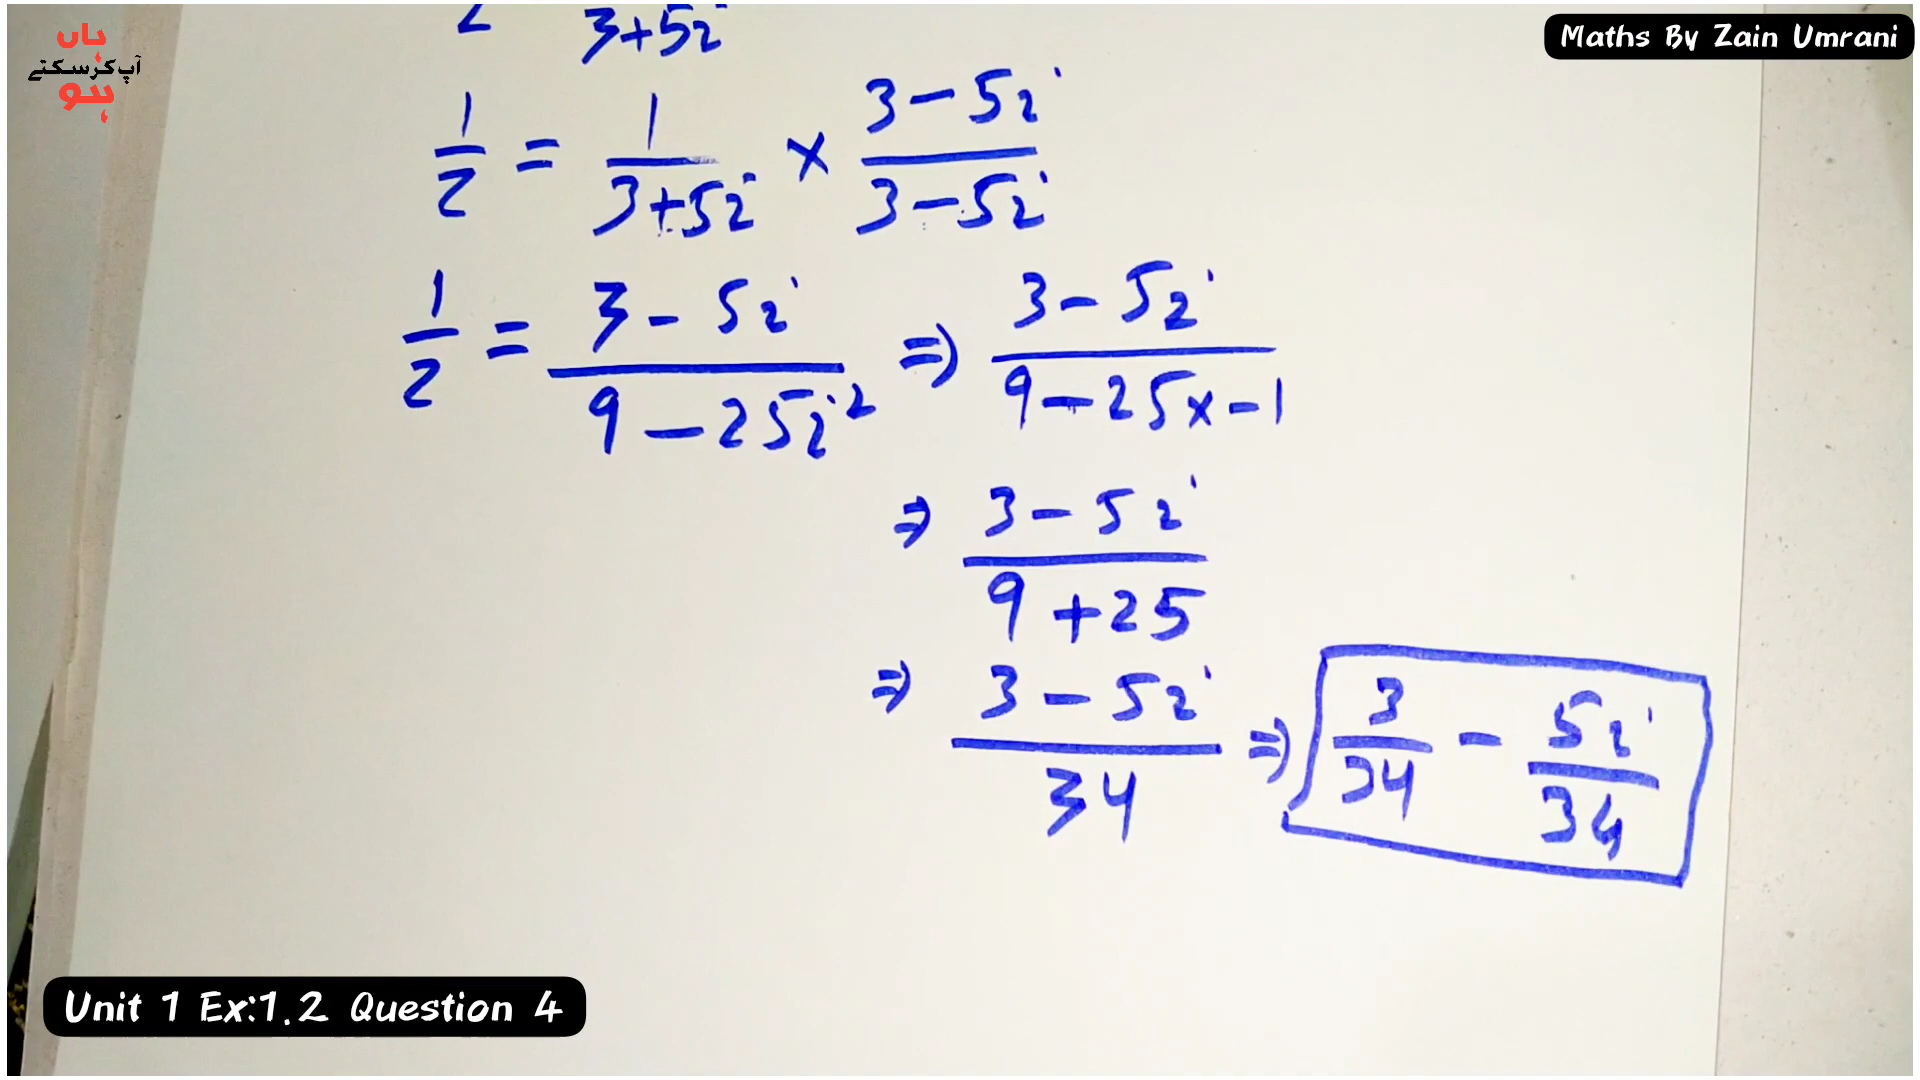 ہاں
آپ کر سکتے
ہو
Maths By Zain Umrani
z 3+5i
1/z = 1/(3+5i) × (3-5i)/(3-5i)
1/z = (3-5i)/(9-25i²) ⇒ (3-5i)/(9-25x-1)
⇒ (3-5i)/(9+25)
⇒ (3-5i)/34 ⇒ 3/34 - 5i/34
Unit 1 Ex:1.2 Question 4